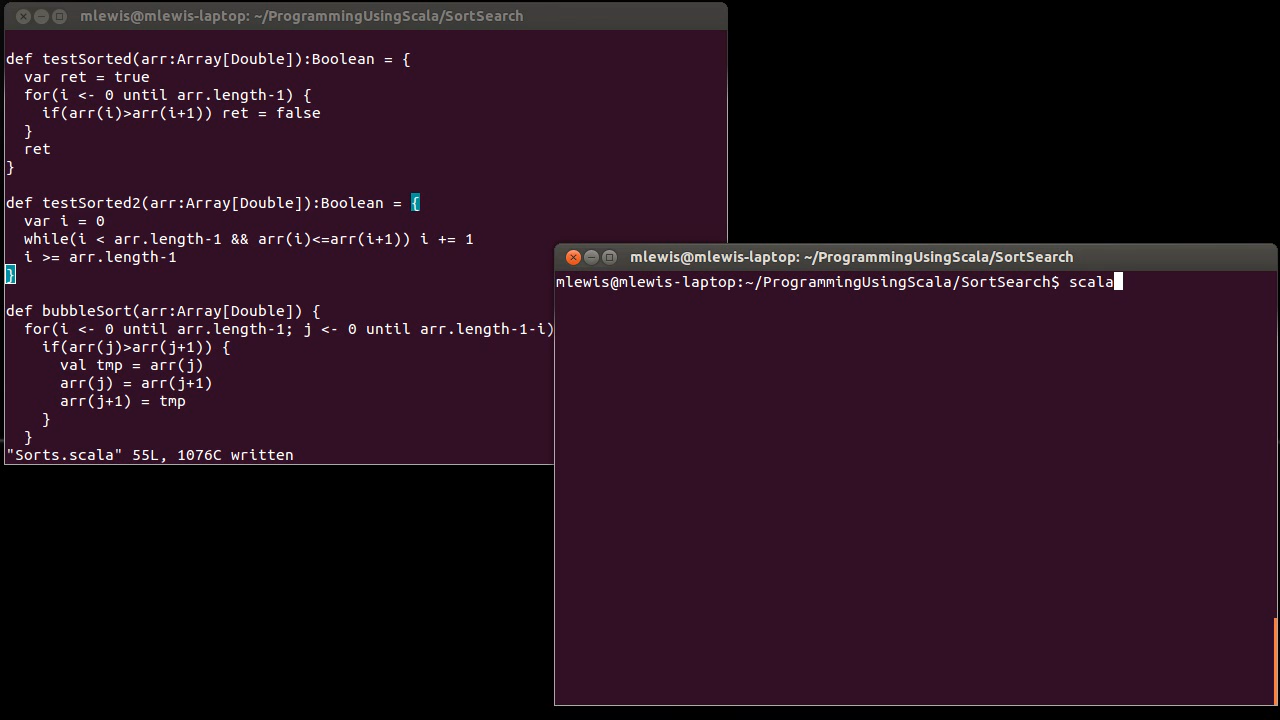 mlewis@mlewis-laptop: ~/ProgrammingUsingScala/SortSearch
def testSorted(arr:Array[Double]):Boolean = {
  var ret = true
  for(i <- 0 until arr.length-1) {
    if(arr(i)>arr(i+1)) ret = false
  }
  ret
}

def testSorted2(arr:Array[Double]):Boolean = {
  var i = 0
  while(i < arr.length-1 && arr(i)<=arr(i+1)) i += 1
  i >= arr.length-1
}

def bubbleSort(arr:Array[Double]) {
  for(i <- 0 until arr.length-1; j <- 0 until arr.length-1-i)
    if(arr(j)>arr(j+1)) {
      val tmp = arr(j)
      arr(j) = arr(j+1)
      arr(j+1) = tmp
    }
  }
"Sorts.scala" 55L, 1076C written
mlewis@mlewis-laptop: ~/ProgrammingUsingScala/SortSearch
mlewis@mlewis-laptop:~/ProgrammingUsingScala/SortSearch$ scala